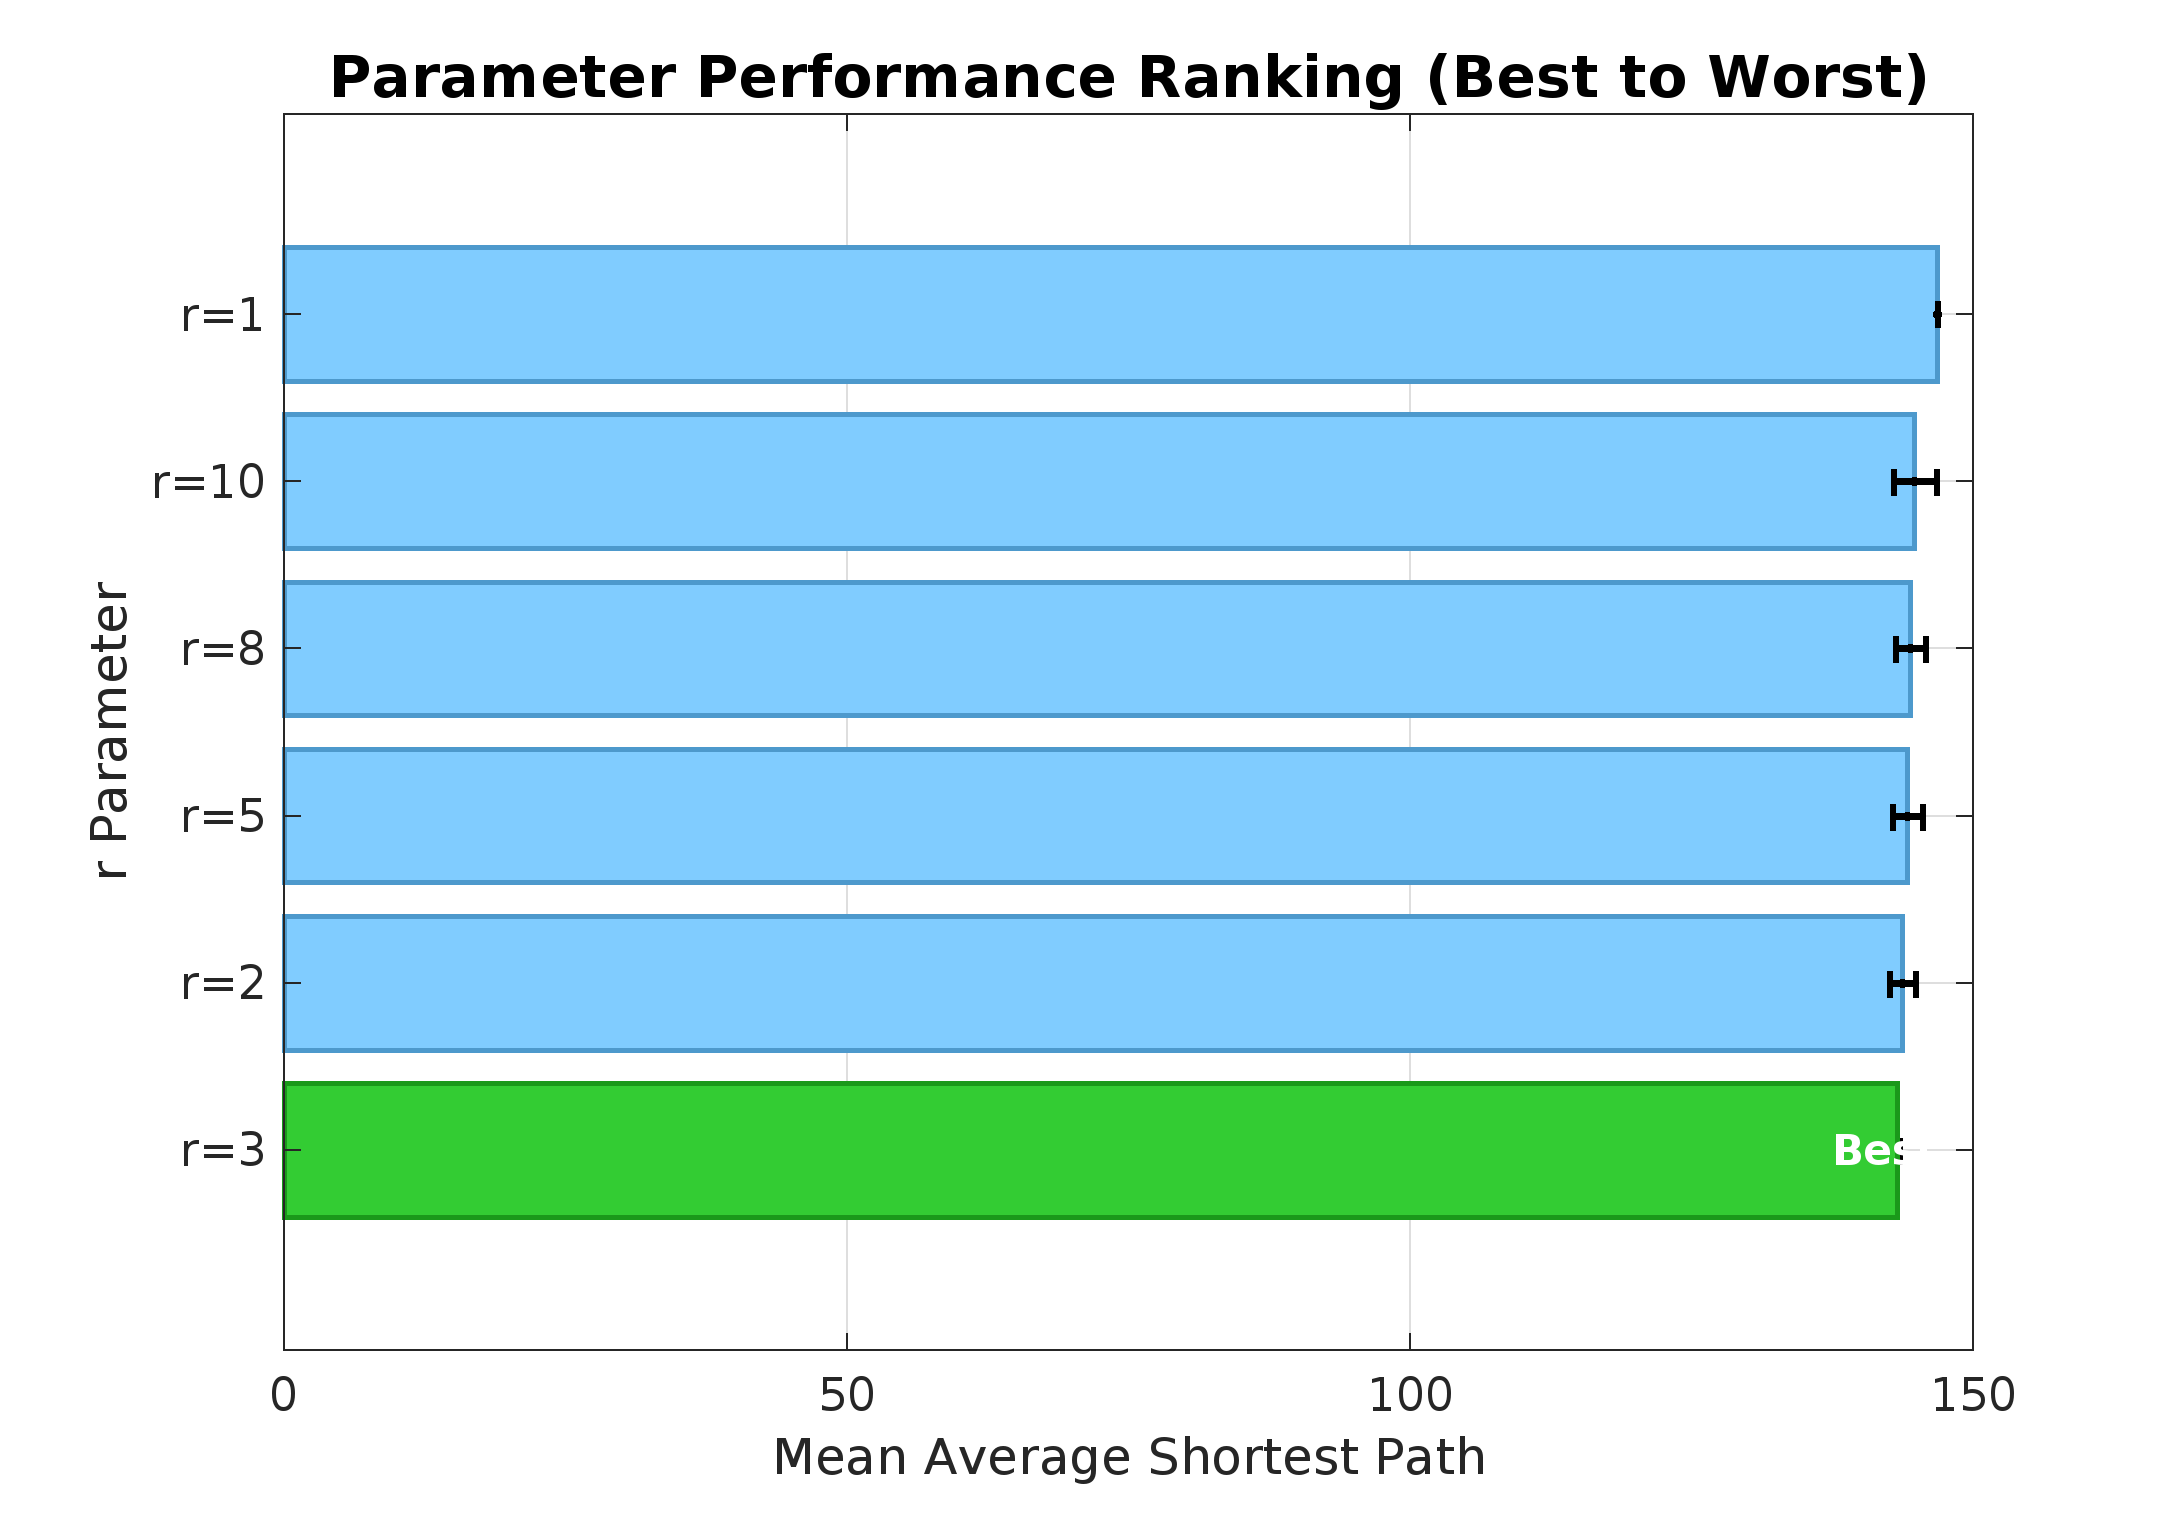 Parameter Performance Ranking (Best to Worst)
r Parameter
r=1
r=10
r=8
r=5
r=2
r=3
0 50 100 150
Mean Average Shortest Path